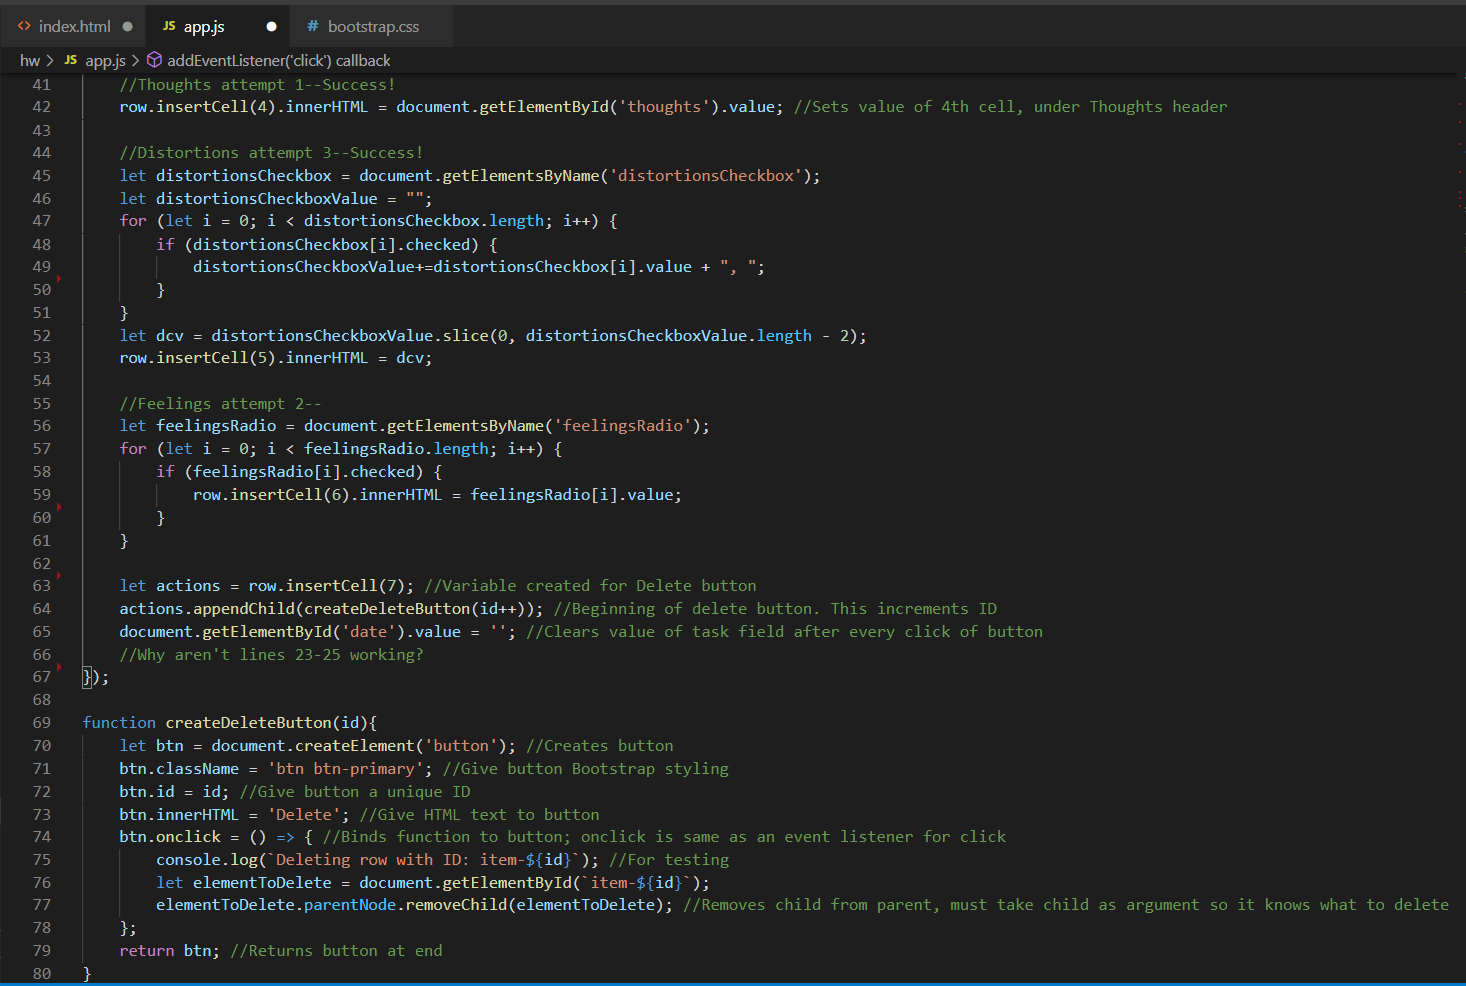 <> index.html ●
JS app.js ●
# bootstrap.css
hw > JS app.js > addEventListener('click') callback
41 //Thoughts attempt 1--Success!
42 row.insertCell(4).innerHTML = document.getElementById('thoughts').value; //Sets value of 4th cell, under Thoughts header
43
44 //Distortions attempt 3--Success!
45 let distortionsCheckbox = document.getElementsByName('distortionsCheckbox');
46 let distortionsCheckboxValue = "";
47 for (let i = 0; i < distortionsCheckbox.length; i++) {
48 if (distortionsCheckbox[i].checked) {
49 distortionsCheckboxValue+=distortionsCheckbox[i].value + ", ";
50 }
51 }
52 let dcv = distortionsCheckboxValue.slice(0, distortionsCheckboxValue.length - 2);
53 row.insertCell(5).innerHTML = dcv;
54
55 //Feelings attempt 2--
56 let feelingsRadio = document.getElementsByName('feelingsRadio');
57 for (let i = 0; i < feelingsRadio.length; i++) {
58 if (feelingsRadio[i].checked) {
59 row.insertCell(6).innerHTML = feelingsRadio[i].value;
60 }
61 }
62
63 let actions = row.insertCell(7); //Variable created for Delete button
64 actions.appendChild(createDeleteButton(id++)); //Beginning of delete button. This increments ID
65 document.getElementById('date').value = ''; //Clears value of task field after every click of button
66 //Why aren't lines 23-25 working?
67 });
68
69 function createDeleteButton(id){
70 let btn = document.createElement('button'); //Creates button
71 btn.className = 'btn btn-primary'; //Give button Bootstrap styling
72 btn.id = id; //Give button a unique ID
73 btn.innerHTML = 'Delete'; //Give HTML text to button
74 btn.onclick = () => { //Binds function to button; onclick is same as an event listener for click
75 console.log(`Deleting row with ID: item-${id}`); //For testing
76 let elementToDelete = document.getElementById(`item-${id}`);
77 elementToDelete.parentNode.removeChild(elementToDelete); //Removes child from parent, must take child as argument so it knows what to delete
78 };
79 return btn; //Returns button at end
80 }